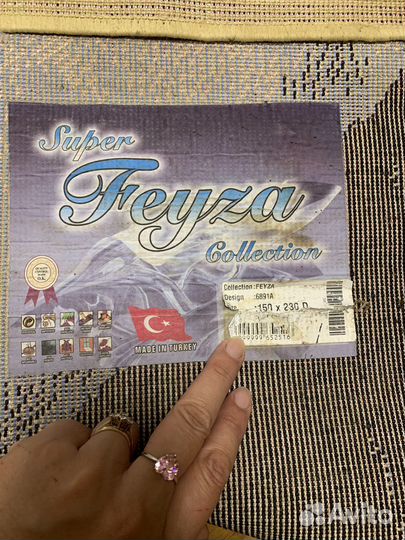 Super
Feyza
Collection
Collection:FEYZA
Design :6891A
:150 x 230 D
MADE IN TURKEY
Avito